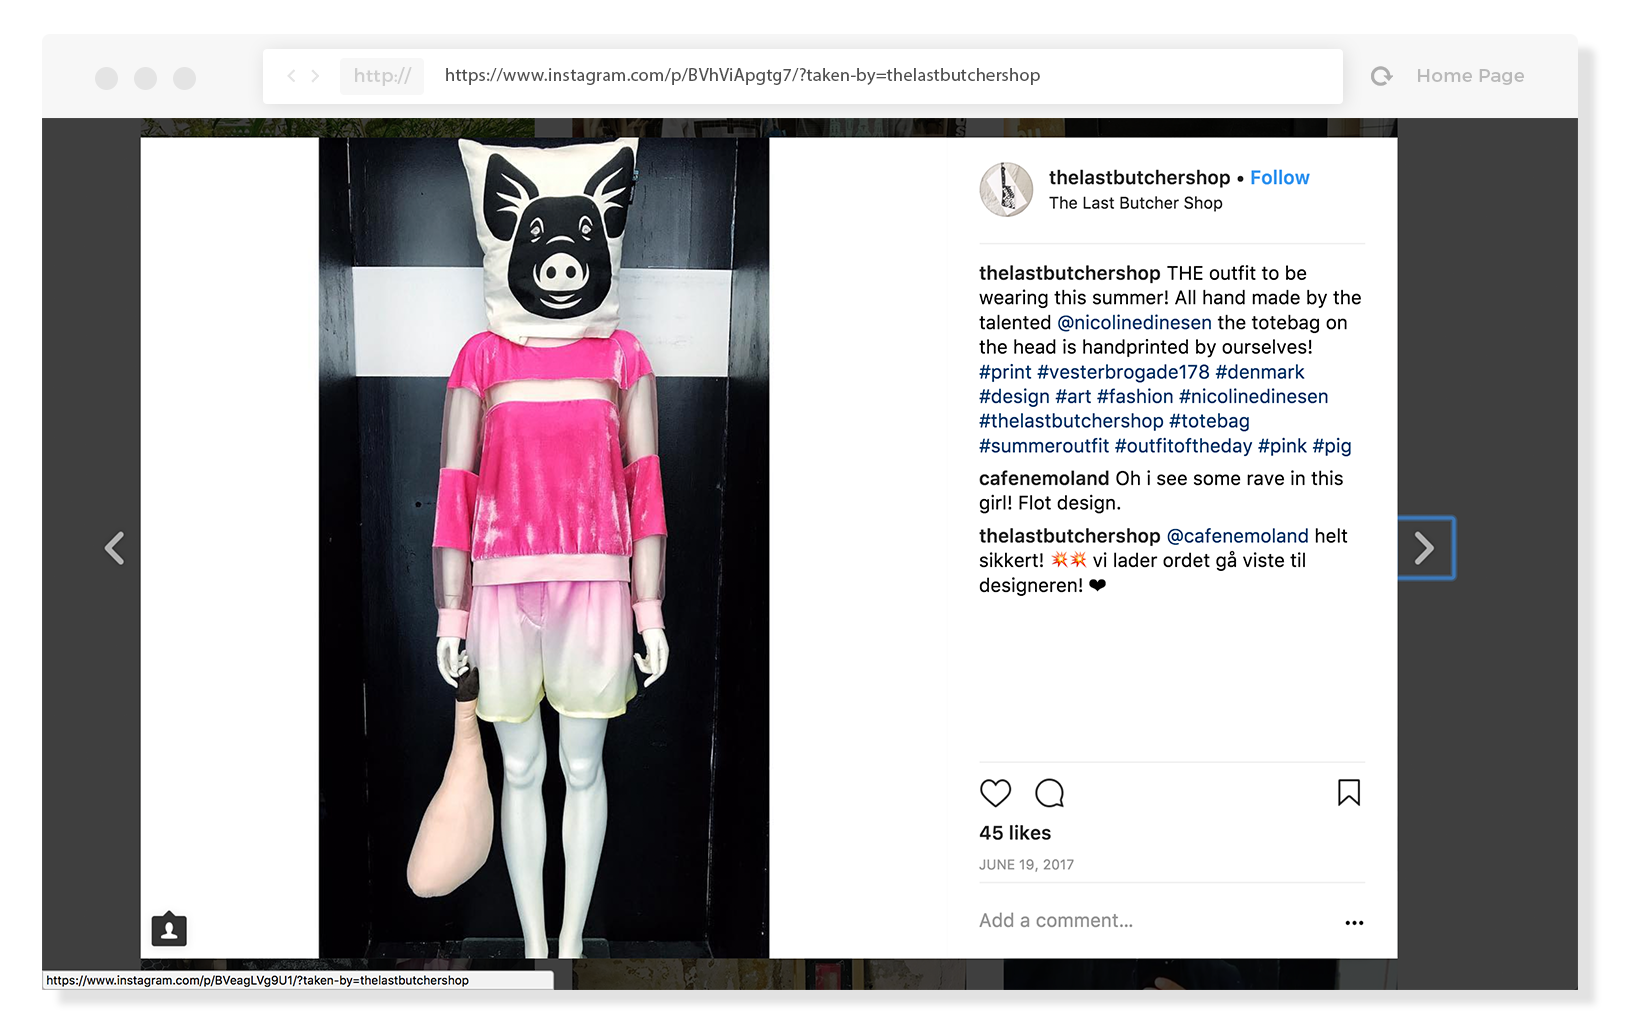 http://
https://www.instagram.com/p/BVhViApgtg7/?taken-by=thelastbutchershop
Home Page
thelastbutchershop • Follow
The Last Butcher Shop
thelastbutchershop THE outfit to be
wearing this summer! All hand made by the
talented @nicolinedinesen the totebag on
the head is handprinted by ourselves!
#print #vesterbrogade178 #denmark
#design #art #fashion #nicolinedinesen
#thelastbutchershop #totebag
#summeroutfit #outfitoftheday #pink #pig
cafenemoland Oh i see some rave in this
girl! Flot design.
thelastbutchershop @cafenemoland helt
sikkert! 💥💥 vi lader ordet gå viste til
designeren! ❤
45 likes
JUNE 19, 2017
Add a comment...
https://www.instagram.com/p/BVeagLVg9U1/?taken-by=thelastbutchershop